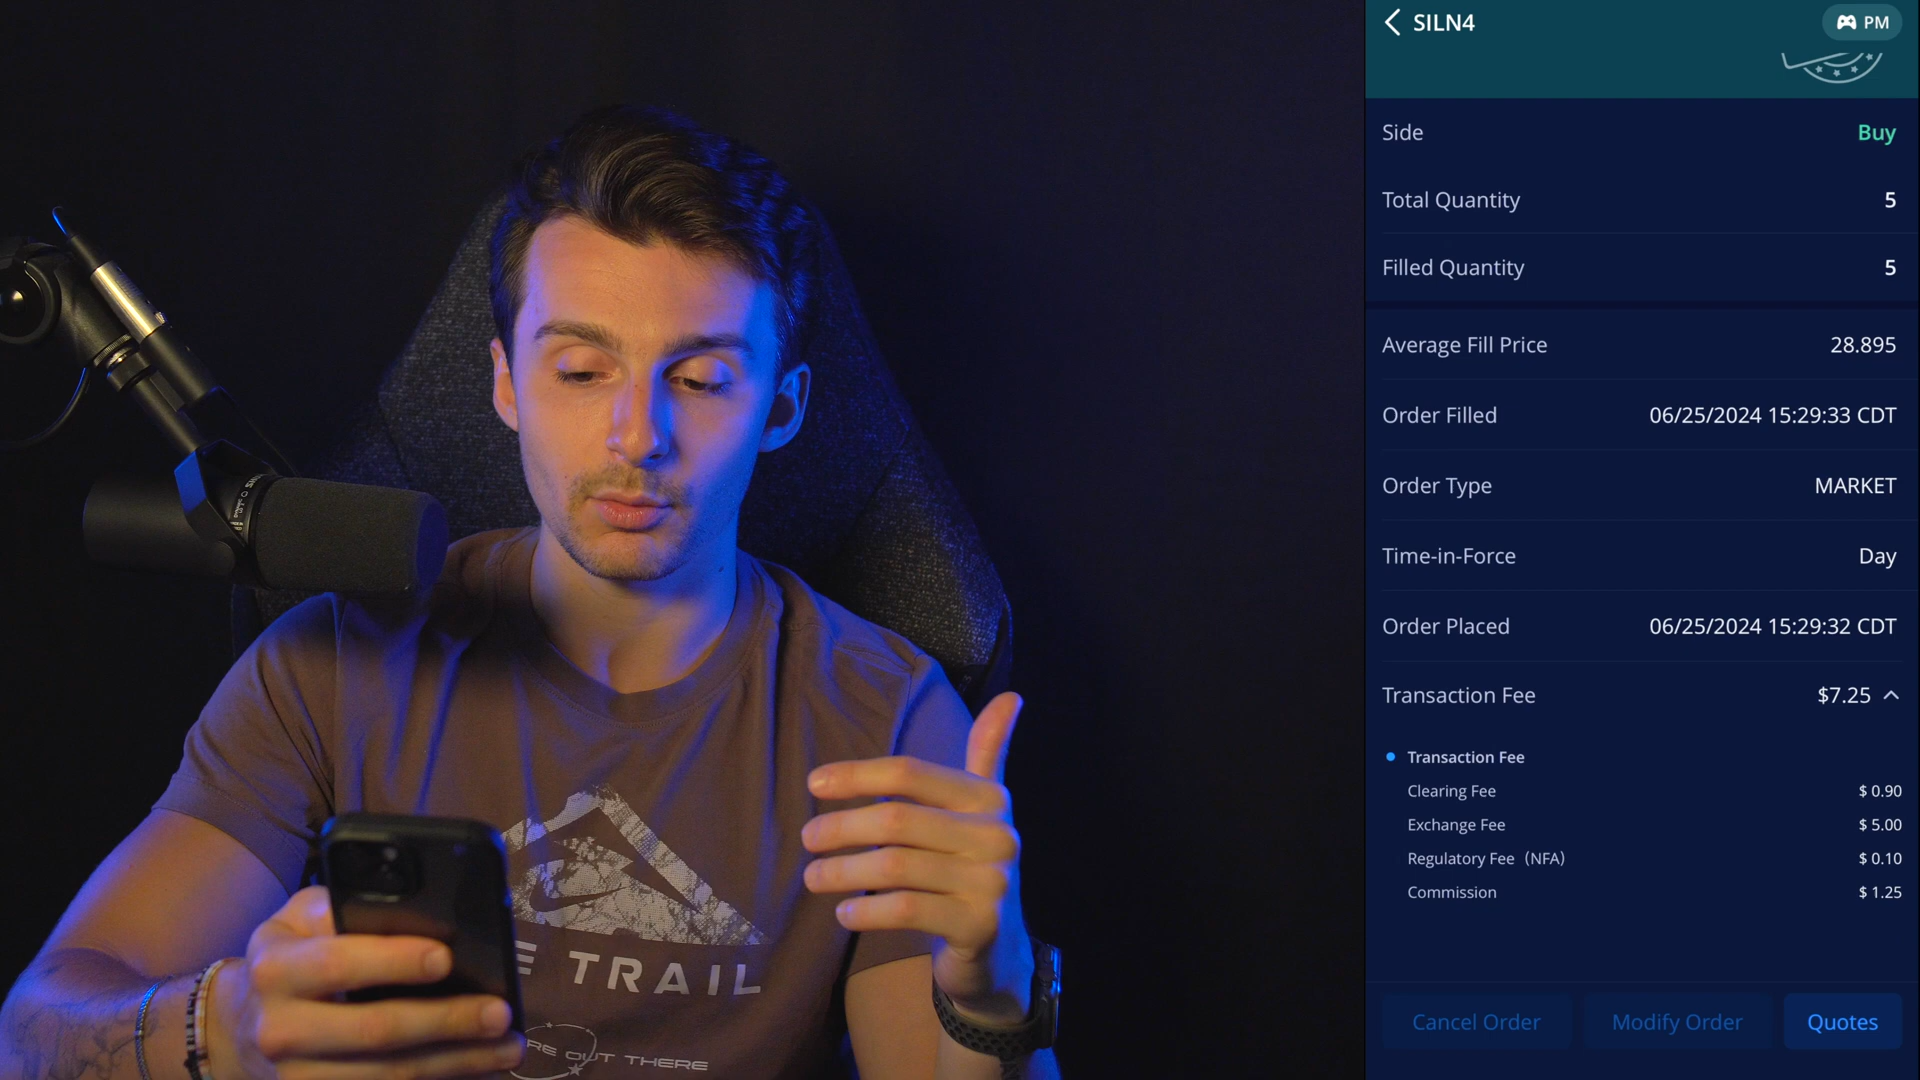 SILN4
PM
Side Buy
Total Quantity 5
Filled Quantity 5
Average Fill Price 28.895
Order Filled 06/25/2024 15:29:33 CDT
Order Type MARKET
Time-in-Force Day
Order Placed 06/25/2024 15:29:32 CDT
Transaction Fee $7.25
Transaction Fee
Clearing Fee $ 0.90
Exchange Fee $ 5.00
Regulatory Fee (NFA) $ 0.10
Commission $ 1.25
Cancel Order Modify Order Quotes
TRAIL
OUT THERE